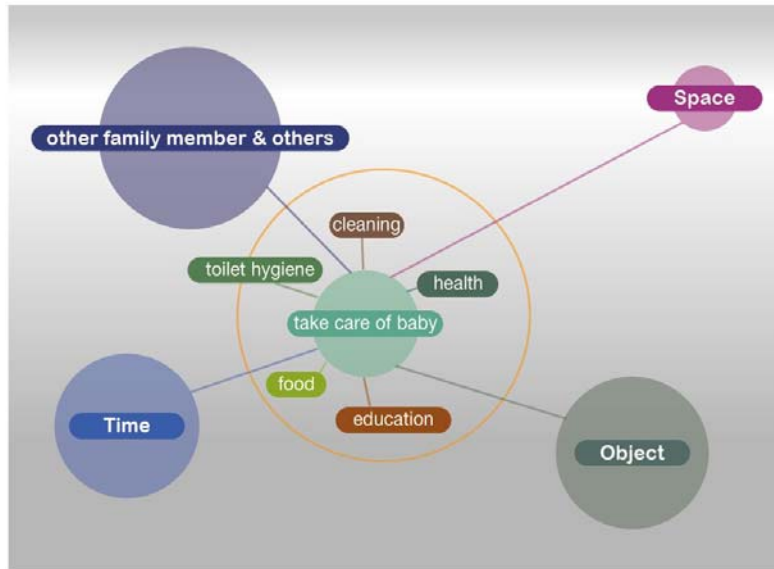 Space
other family member & others
cleaning
toilet hygiene
health
take care of baby
food
education
Time
Object